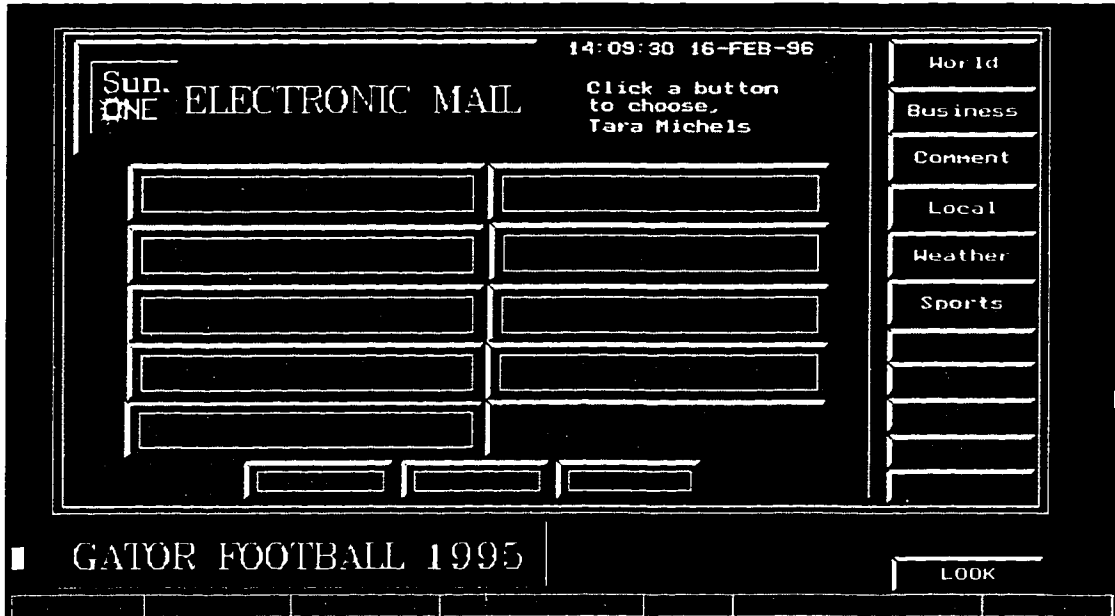 14:09:30 16-FEB-96
Sun.
ONE
ELECTRONIC MAIL
Click a button
to choose,
Tara Michels
World
Business
Comment
Local
Weather
Sports
GATOR FOOTBALL 1995
LOOK